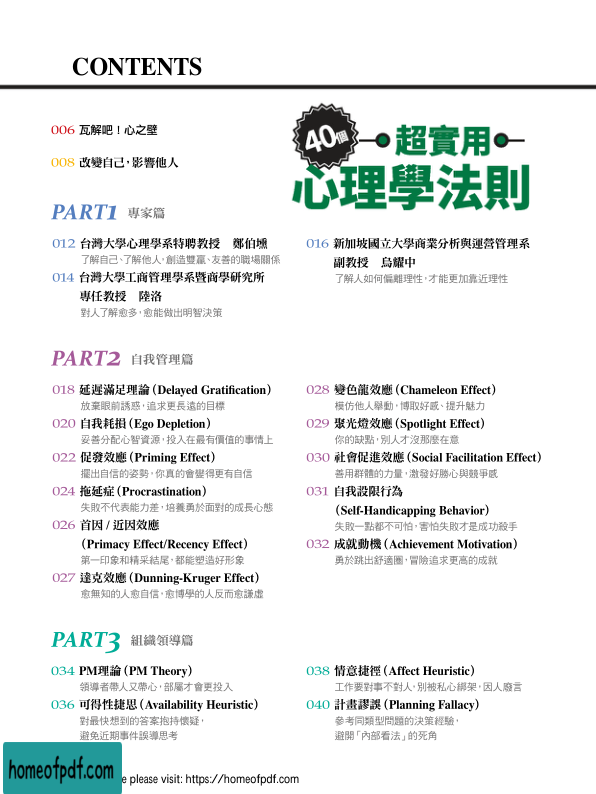 CONTENTS
006 瓦解吧！心之壁
008 改變自己，影響他人
40個
超實用
心理學法則
PART1 專家篇
012 台灣大學心理學系特聘教授 鄭伯壎
了解自己、了解他人，創造雙贏、友善的職場關係
014 台灣大學工商管理學系暨商學研究所
專任教授 陸洛
對人了解愈多，愈能做出明智決策
016 新加坡國立大學商業分析與運營管理系
副教授 烏耀中
了解人如何偏離理性，才能更加靠近理性
PART2 自我管理篇
018 延遲滿足理論（Delayed Gratification）
放棄眼前誘惑，追求更長遠的目標
020 自我耗損（Ego Depletion）
妥善分配心智資源，投入在最有價值的事情上
022 促發效應（Priming Effect）
擺出自信的姿勢，你真的會變得更有自信
024 拖延症（Procrastination）
失敗不代表能力差，培養勇於面對的成長心態
026 首因 / 近因效應
（Primacy Effect/Recency Effect）
第一印象和精采結尾，都能塑造好形象
027 達克效應（Dunning-Kruger Effect）
愈無知的人愈自信，愈博學的人反而愈謙虛
028 變色龍效應（Chameleon Effect）
模仿他人舉動，博取好感、提升魅力
029 聚光燈效應（Spotlight Effect）
你的缺點，別人才沒那麼在意
030 社會促進效應（Social Facilitation Effect）
善用群體的力量，激發好勝心與競爭感
031 自我設限行為
（Self-Handicapping Behavior）
失敗一點都不可怕，害怕失敗才是成功殺手
032 成就動機（Achievement Motivation）
勇於跳出舒適圈，冒險追求更高的成就
PART3 組織領導篇
034 PM理論（PM Theory）
領導者帶人又帶心，部屬才會更投入
036 可得性捷思（Availability Heuristic）
對最快想到的答案抱持懷疑，
避免近期事件誤導思考
038 情意捷徑（Affect Heuristic）
工作要對事不對人，別被私心綁架，因人廢言
040 計畫謬誤（Planning Fallacy）
參考同類型問題的決策經驗，
避開「內部看法」的死角
homeofpdf.com
please visit: https://homeofpdf.com